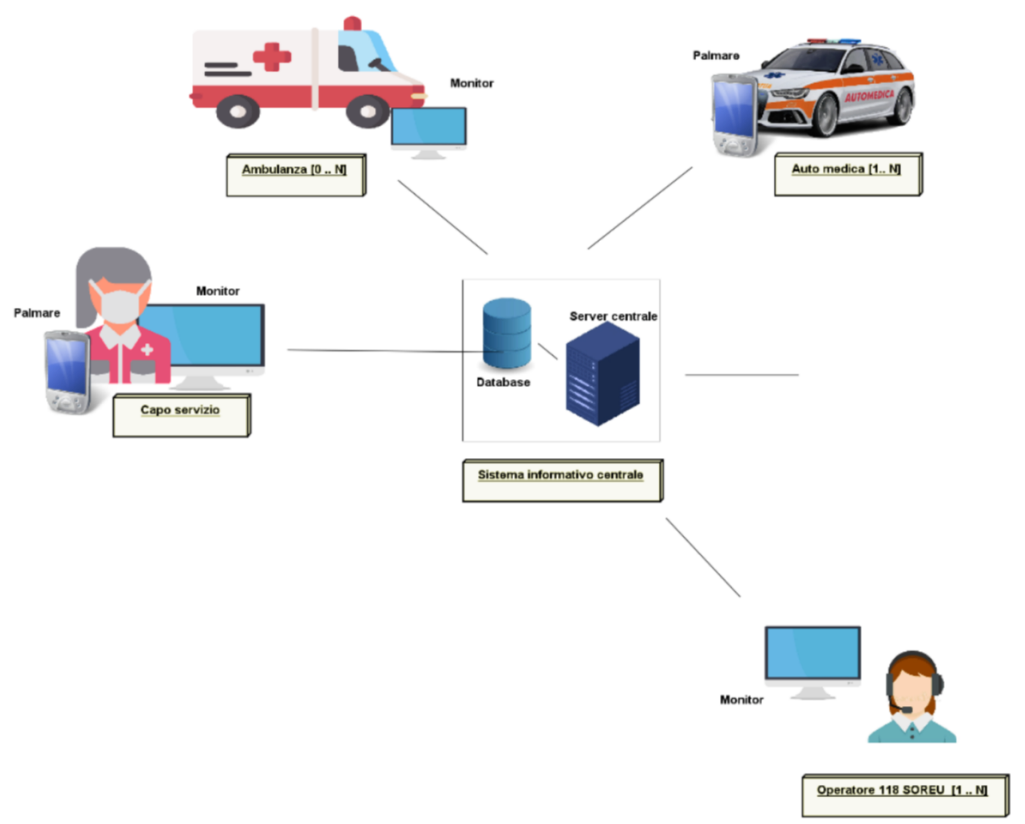 Palmare
Monitor
AUTOMEDICA
Ambulanza [0 .. N]
Auto medica [1.. N]
Monitor
Palmare
Server centrale
Database
Capo servizio
Sistema informativo centrale
Monitor
Operatore 118 SOREU [1 .. N]